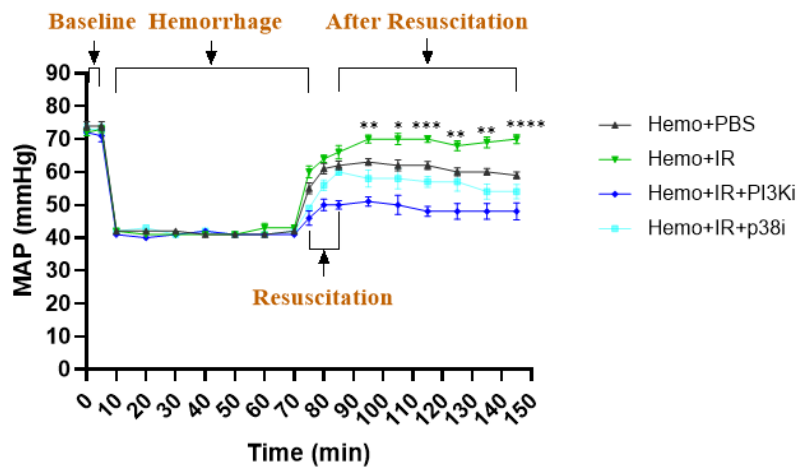 Baseline Hemorrhage After Resuscitation
90
80
70
60
50
40
30
20
10
0
MAP (mmHg)
** * *** ** ** ****
Resuscitation
0 10 20 30 40 50 60 70 80 90 100 110 120 130 140 150
Time (min)
Hemo+PBS
Hemo+IR
Hemo+IR+PI3Ki
Hemo+IR+p38i